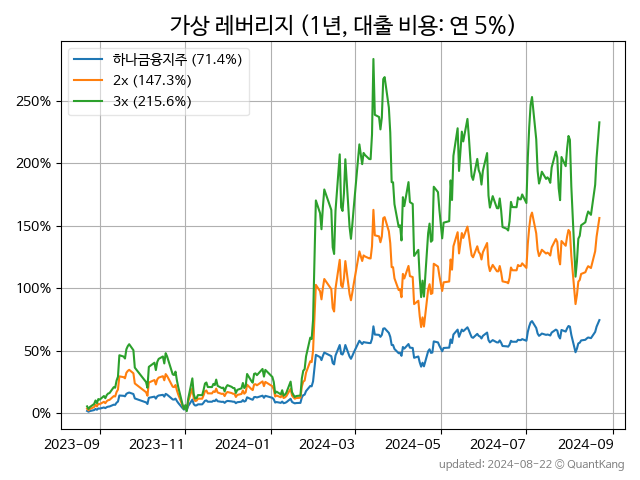 가상 레버리지 (1년, 대출 비용: 연 5%)
하나금융지주 (71.4%)
2x (147.3%)
3x (215.6%)
250%
200%
150%
100%
50%
0%
2023-09 2023-11 2024-01 2024-03 2024-05 2024-07 2024-09
updated: 2024-08-22 © QuantKang